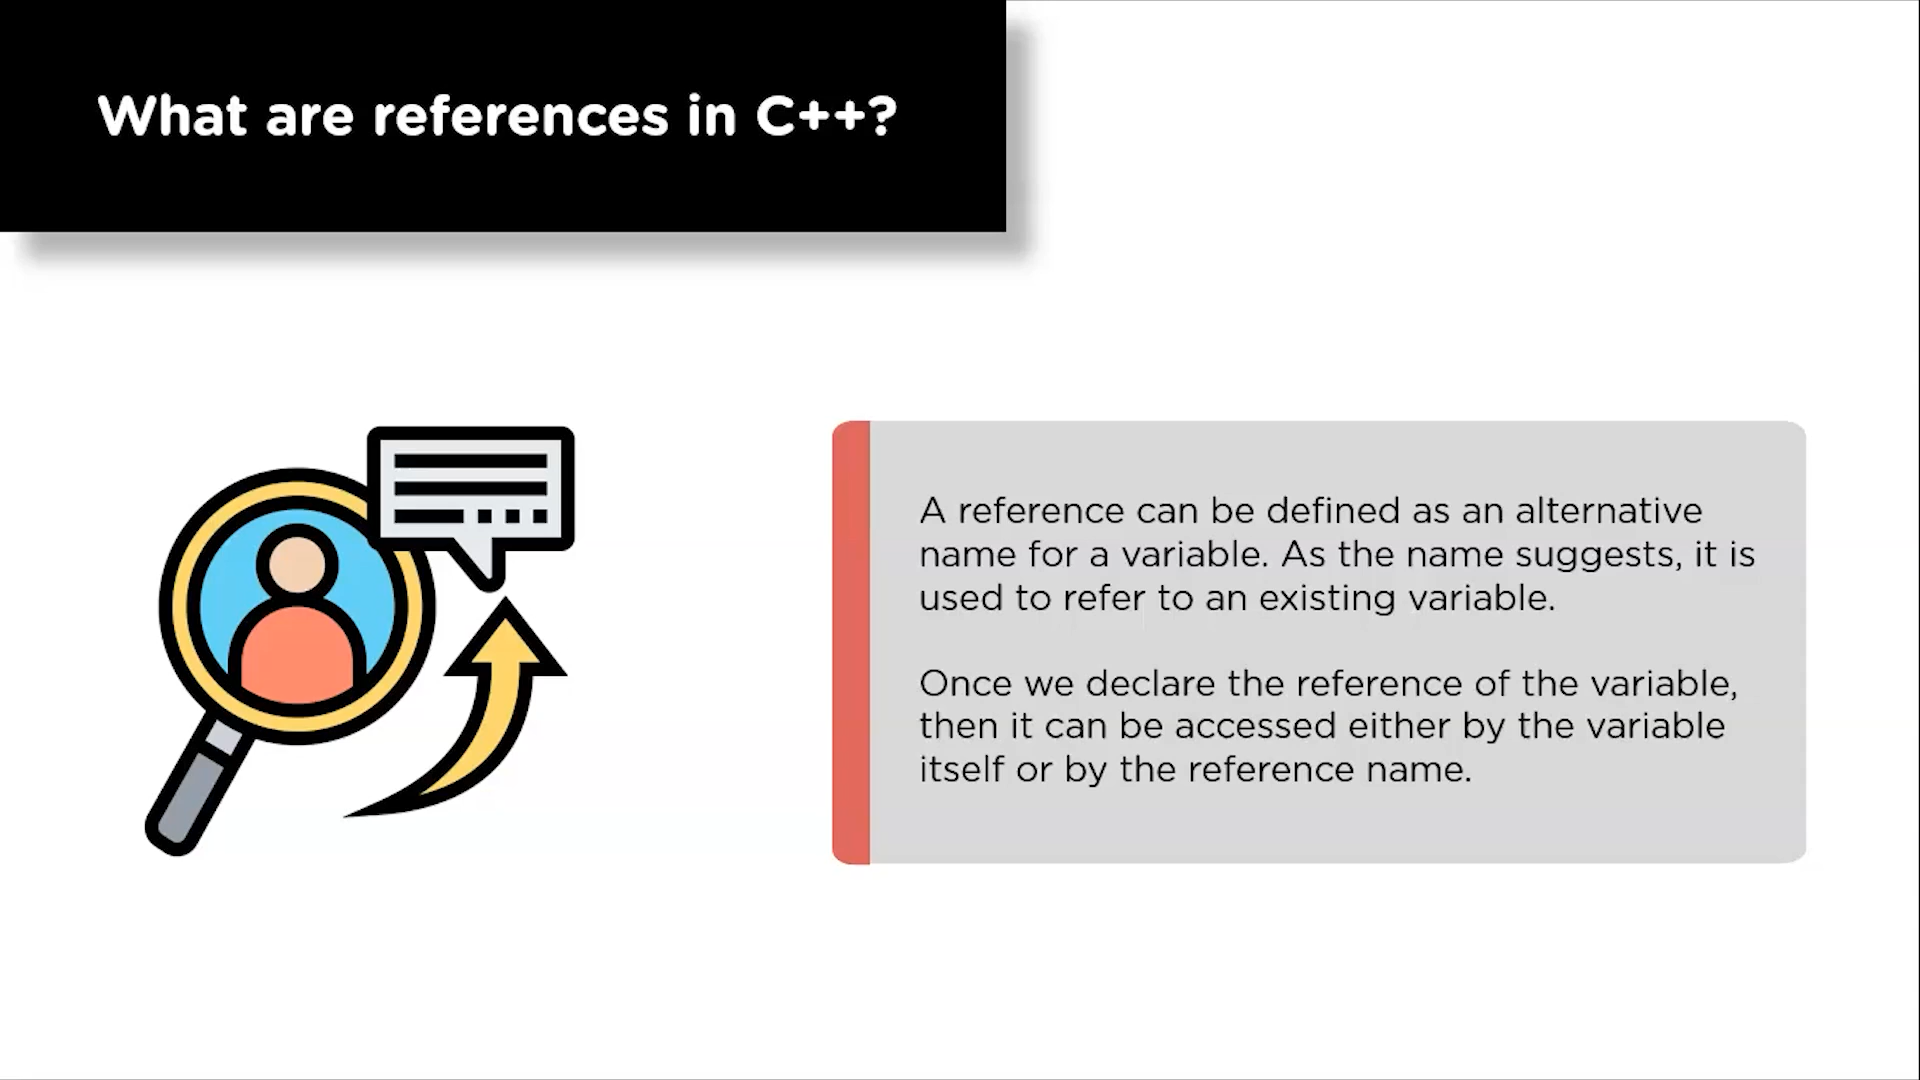 What are references in C++?
A reference can be defined as an alternative
name for a variable. As the name suggests, it is
used to refer to an existing variable.
Once we declare the reference of the variable,
then it can be accessed either by the variable
itself or by the reference name.